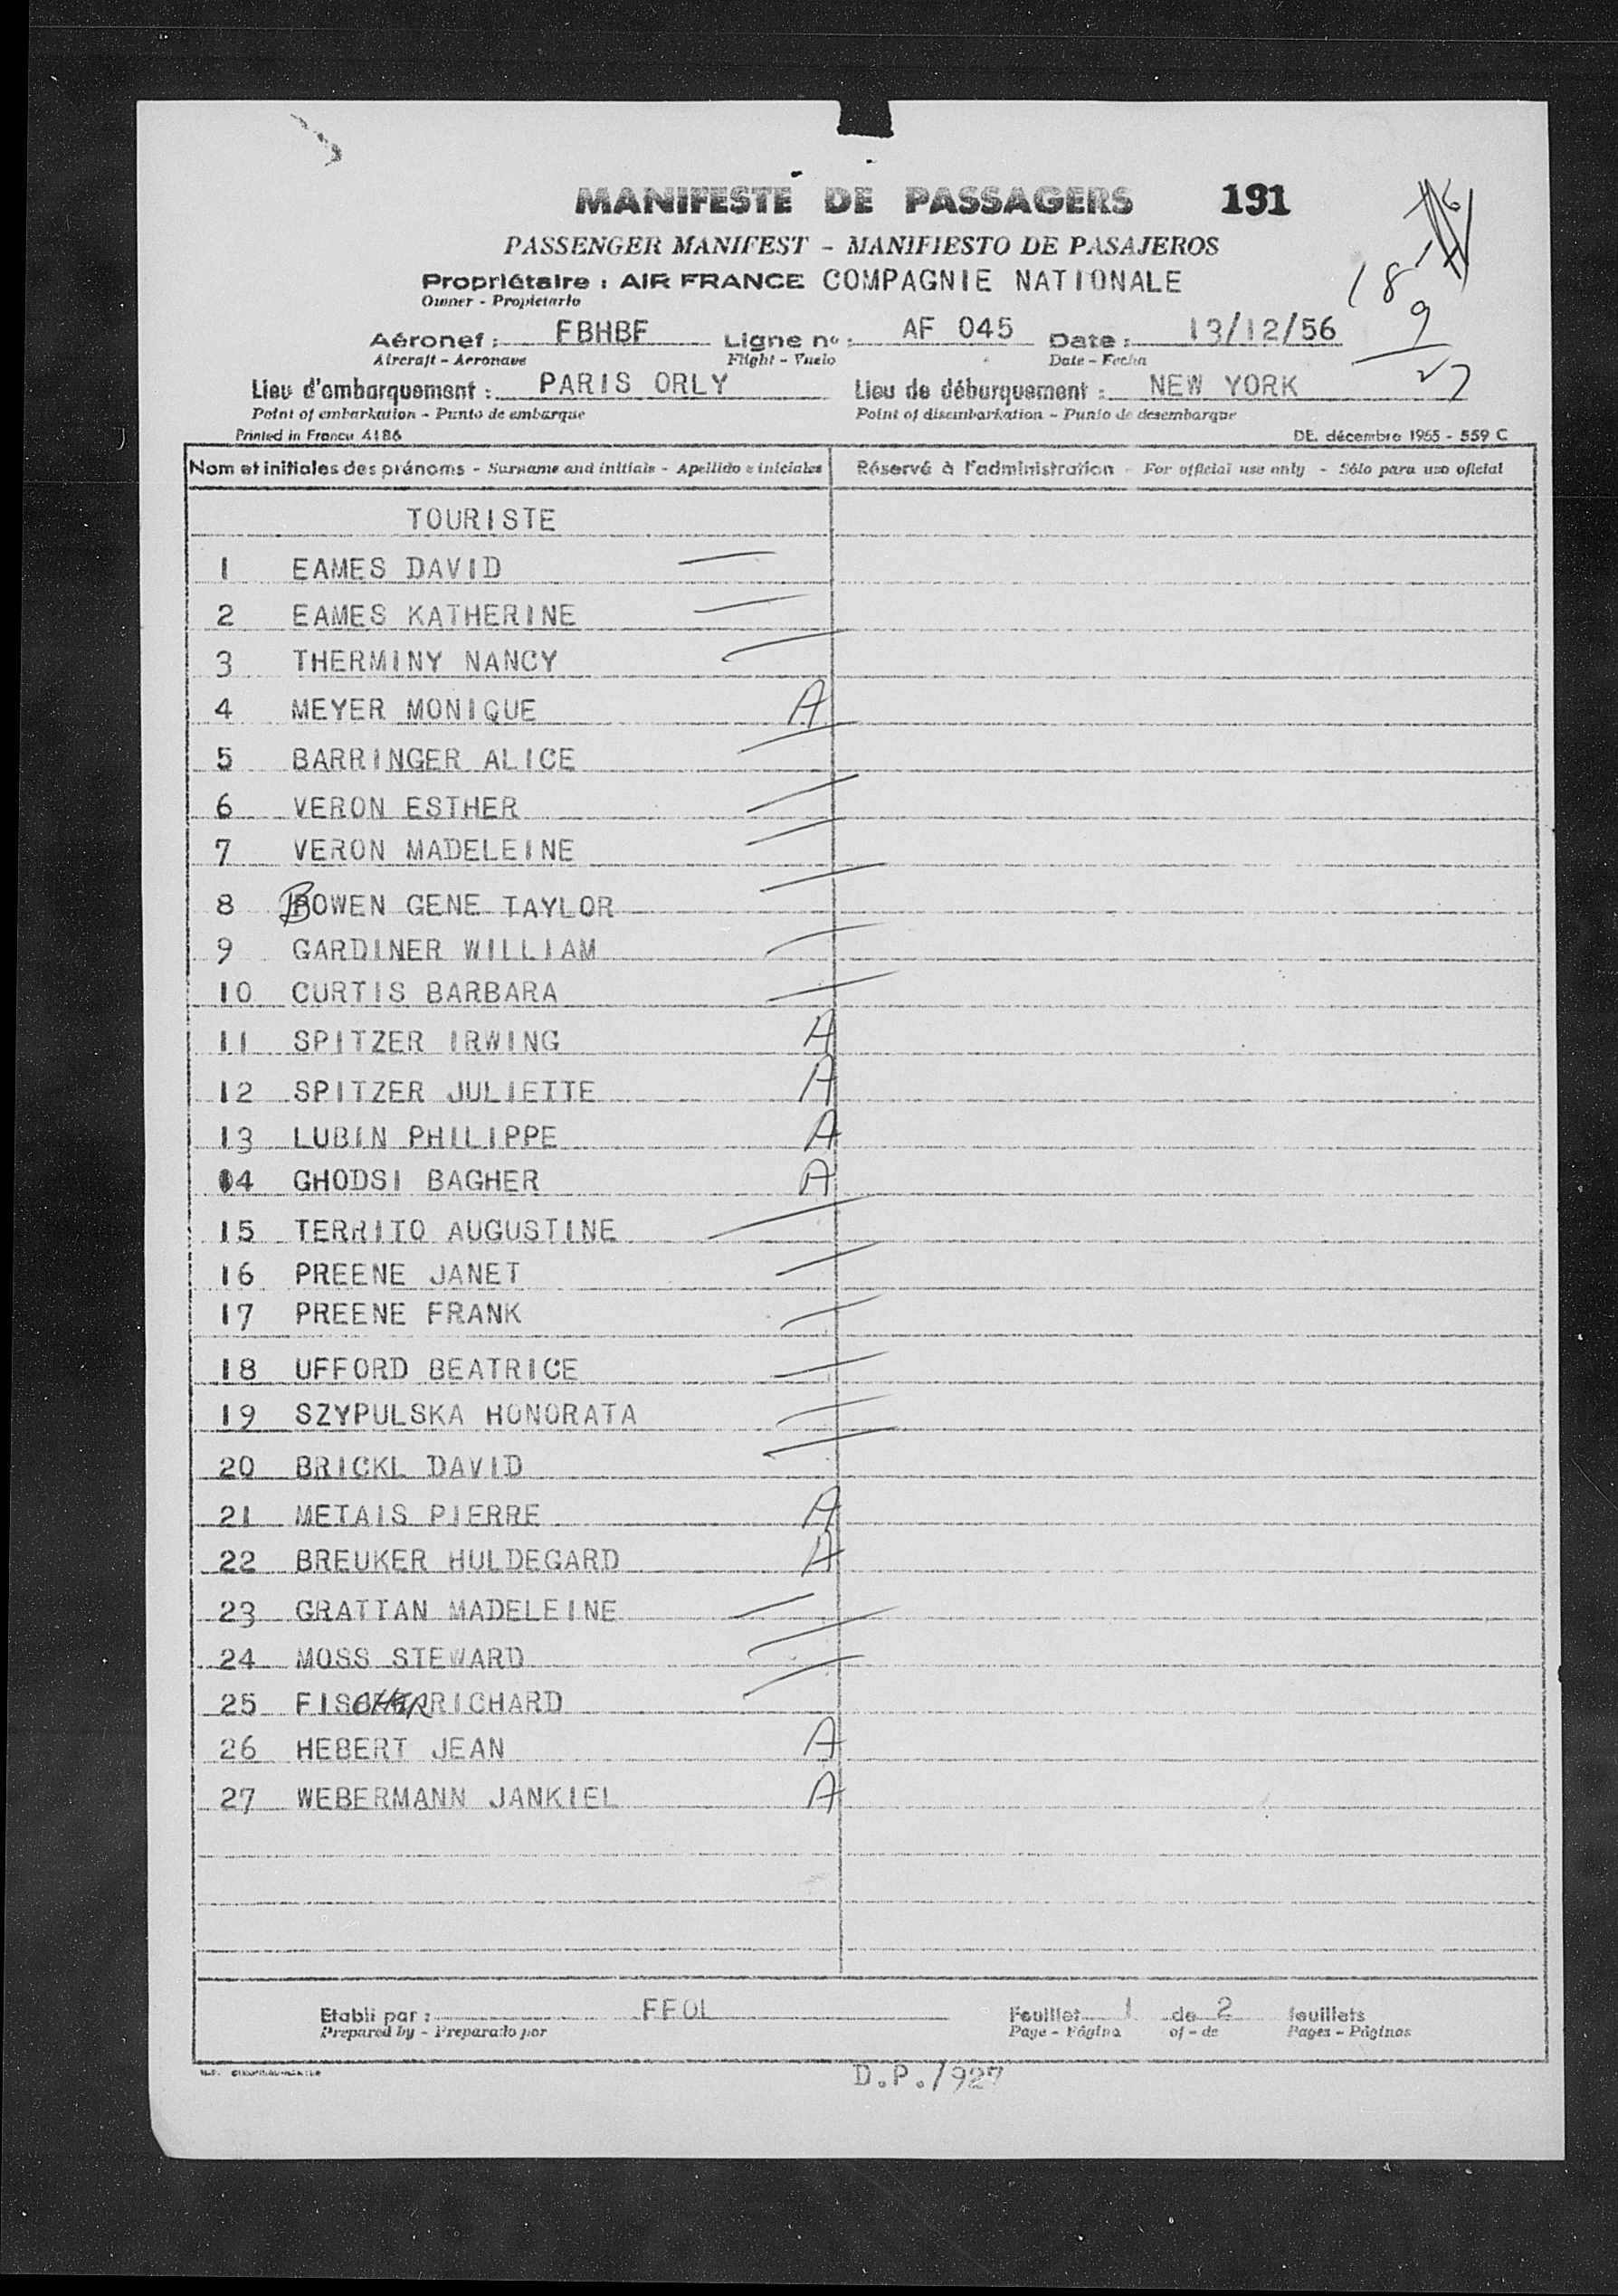 MANIFESTE DE PASSAGERS 191
PASSENGER MANIFEST - MANIFIESTO DE PASAJEROS
Propriétaire : AIR FRANCE COMPAGNIE NATIONALE
Owner - Propietario
18
9
27
Aéronef : FBHBF Ligne no : AF 045 Date : 13/12/56
Aircraft - Aeronave Flight - Vuelo Date - Fecha
Lieu d'embarquement : PARIS ORLY Lieu de débarquement : NEW YORK
Point of embarkation - Punto de embarque Point of disembarkation - Punto de desembarque
Printed in France 4186 DE. décembre 1955 - 559 C
Nom et initiales des prénoms - Surname and initials - Apellido e iniciales Réservé à l'administration - For official use only - Sólo para uso oficial
TOURISTE
1 EAMES DAVID
2 EAMES KATHERINE
3 THERMINY NANCY
4 MEYER MONIQUE A
5 BARRINGER ALICE
6 VERON ESTHER
7 VERON MADELEINE
8 BOWEN GENE TAYLOR
9 GARDINER WILLIAM
10 CURTIS BARBARA
11 SPITZER IRWING A
12 SPITZER JULIETTE A
13 LUBIN PHILIPPE A
14 GHODSI BAGHER A
15 TERRITO AUGUSTINE
16 PREENE JANET
17 PREENE FRANK
18 UFFORD BEATRICE
19 SZYPULSKA HONORATA
20 BRICKL DAVID
21 METAIS PIERRE A
22 BREUKER HULDEGARD A
23 GRATTAN MADELEINE
24 MOSS STEWARD
25 FISCHER RICHARD
26 HEBERT JEAN A
27 WEBERMANN JANKIEL A
Etabli par : FEOL Feuillet 1 de 2 feuillets
Prepared by - Preparado por Page - Página of - de Pages - Páginas
D.P./927